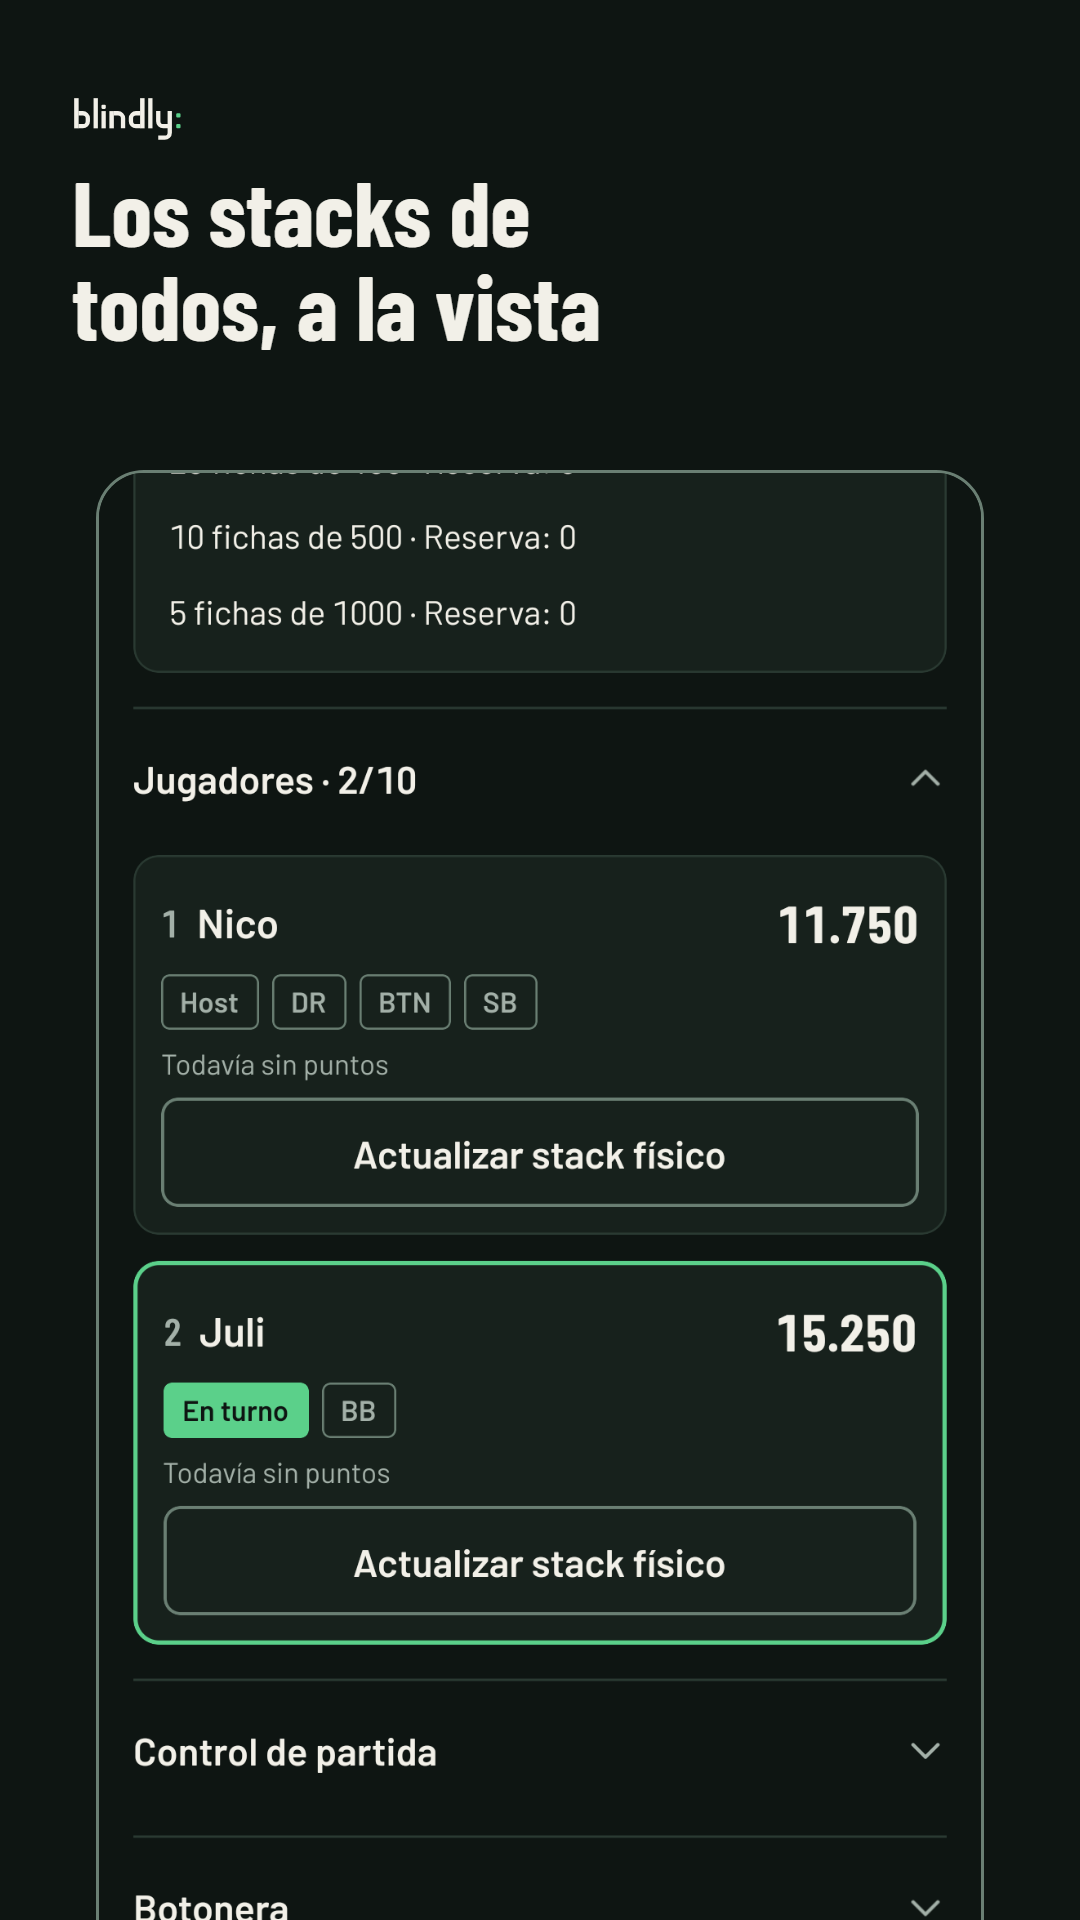 blindly:
Los stacks de
todos, a la vista
10 fichas de 500 · Reserva: 0
5 fichas de 1000 · Reserva: 0
Jugadores · 2/10
1 Nico 11.750
Host DR BTN SB
Todavía sin puntos
Actualizar stack físico
2 Juli 15.250
En turno BB
Todavía sin puntos
Actualizar stack físico
Control de partida
Botonera